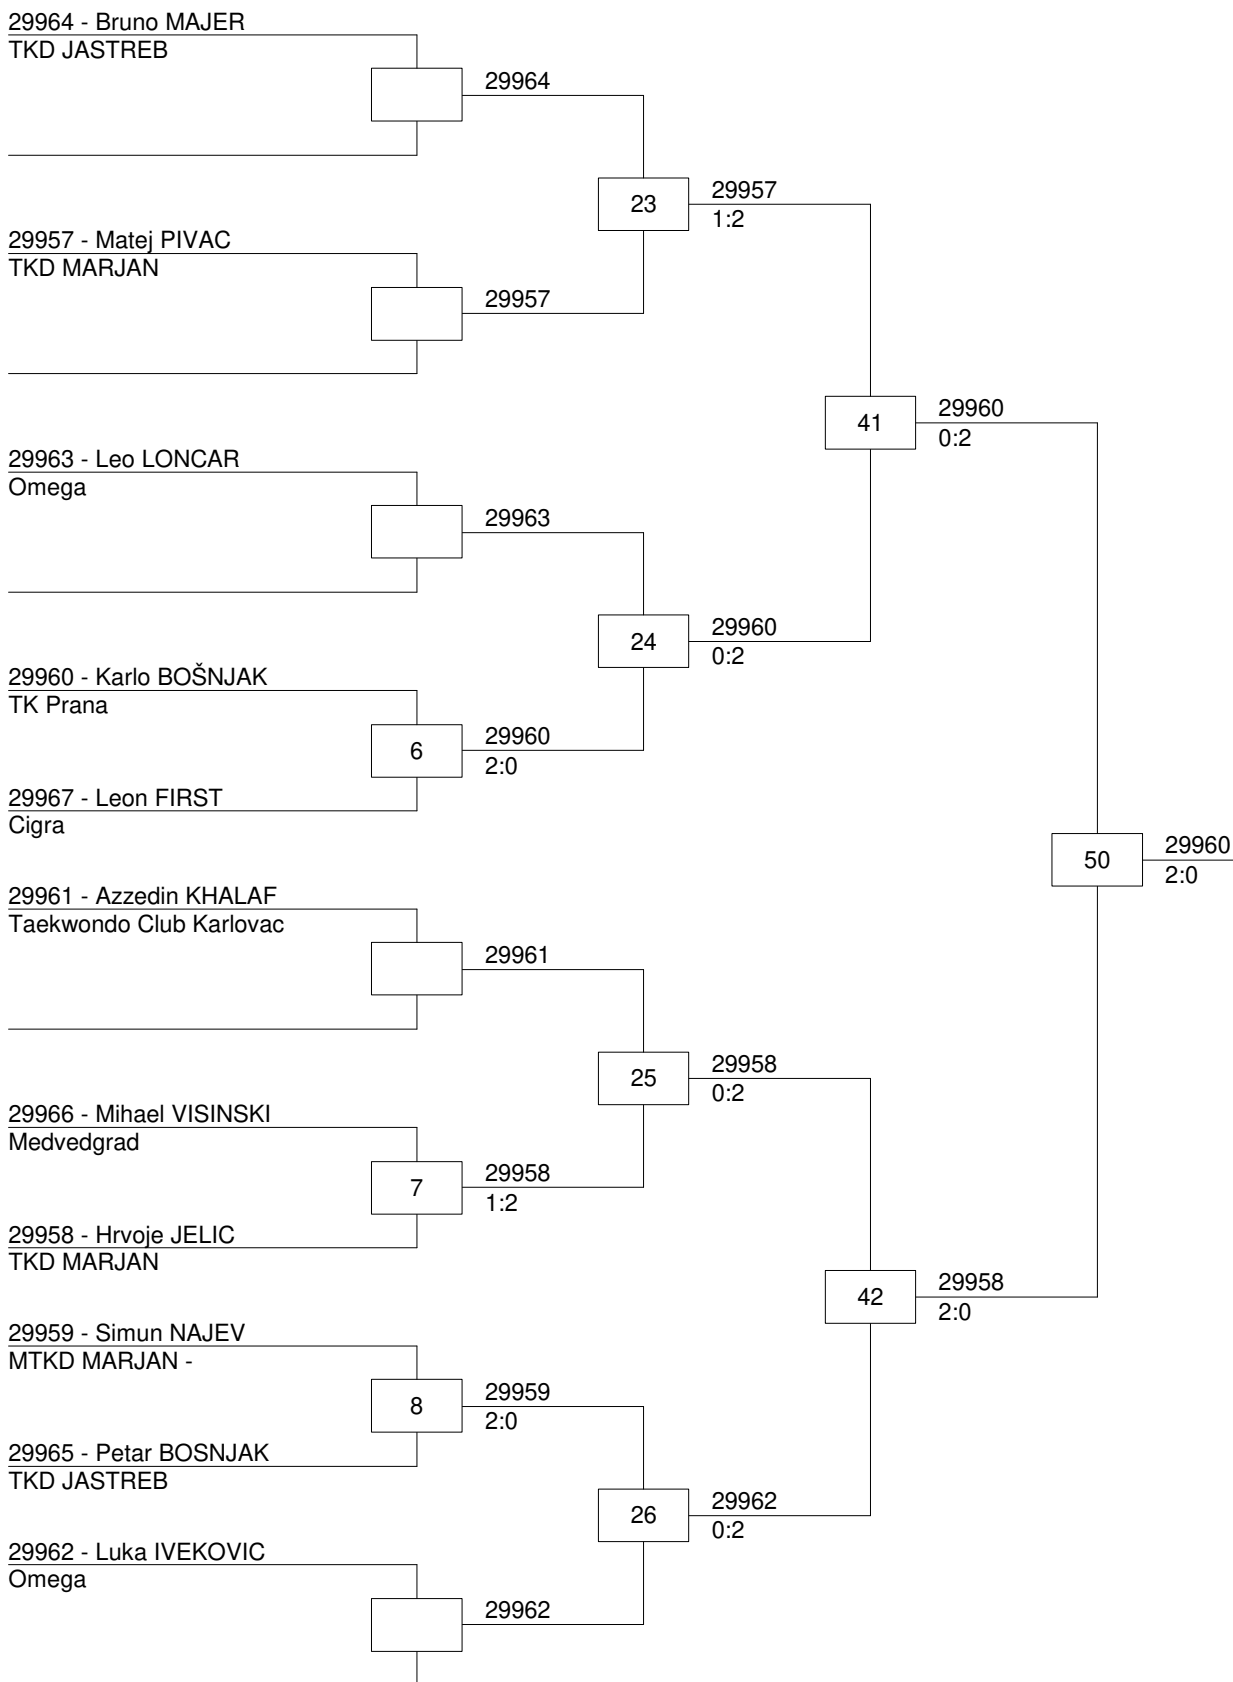 29964 - Bruno MAJER
TKD JASTREB
29964
23
29957
1:2
29957 - Matej PIVAC
TKD MARJAN
29957
41
29960
0:2
29963 - Leo LONCAR
Omega
29963
24
29960
0:2
29960 - Karlo BOŠNJAK
TK Prana
6
29960
2:0
29967 - Leon FIRST
Cigra
50
29960
2:0
29961 - Azzedin KHALAF
Taekwondo Club Karlovac
29961
25
29958
0:2
29966 - Mihael VISINSKI
Medvedgrad
7
29958
1:2
29958 - Hrvoje JELIC
TKD MARJAN
42
29958
2:0
29959 - Simun NAJEV
MTKD MARJAN -
8
29959
2:0
29965 - Petar BOSNJAK
TKD JASTREB
26
29962
0:2
29962 - Luka IVEKOVIC
Omega
29962